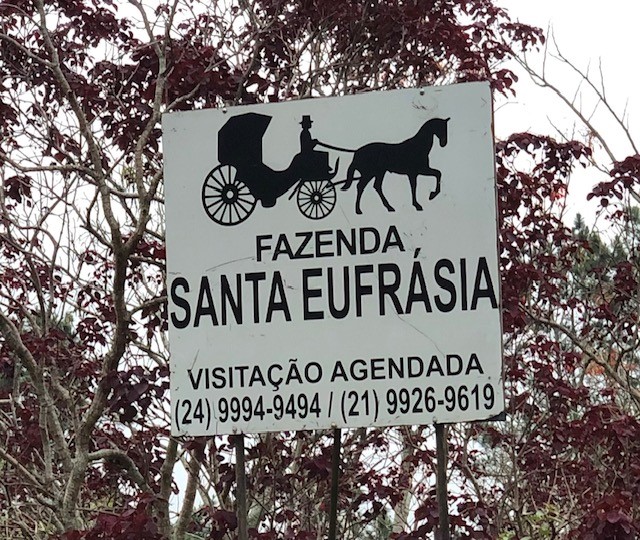 FAZENDA
SANTA EUFRÁSIA
VISITAÇÃO AGENDADA
(24) 9994-9494 / (21) 9926-9619